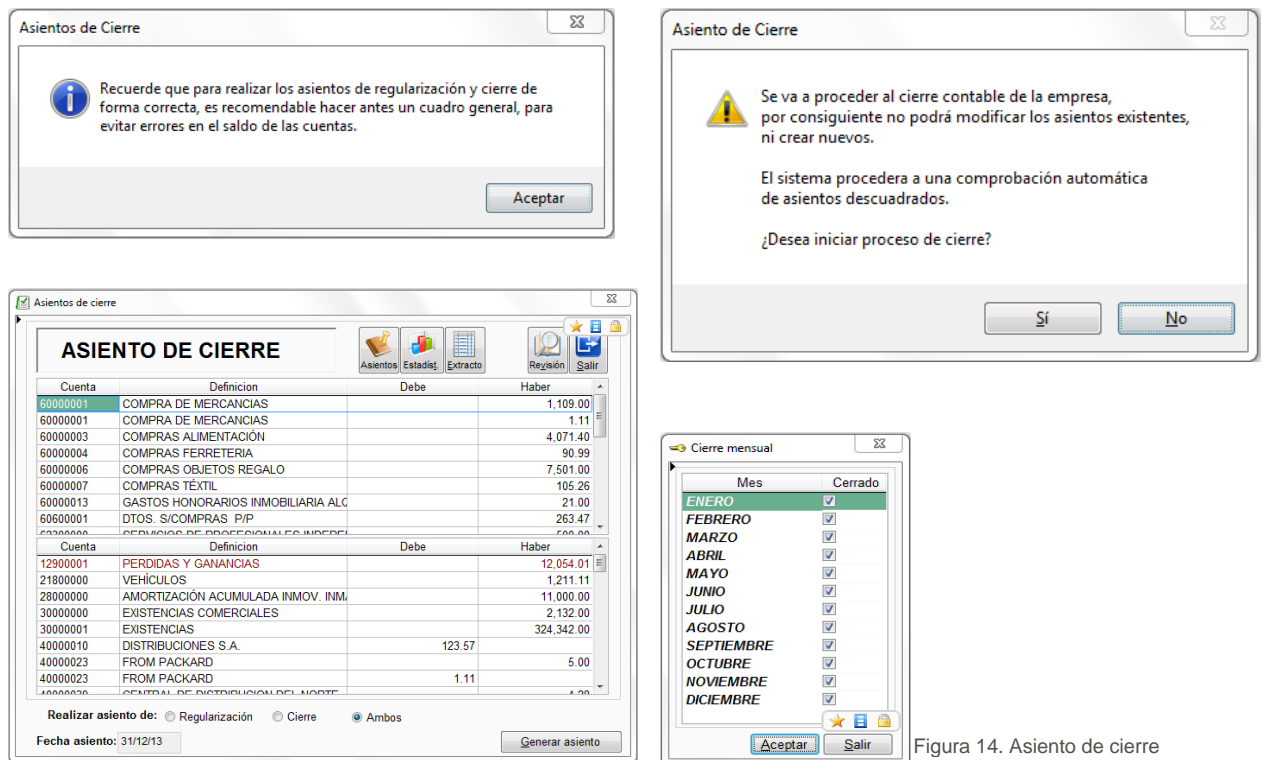 Asientos de Cierre
Recuerde que para realizar los asientos de regularización y cierre de
forma correcta, es recomendable hacer antes un cuadro general, para
evitar errores en el saldo de las cuentas.
Aceptar
Asiento de Cierre
Se va a proceder al cierre contable de la empresa,
por consiguiente no podrá modificar los asientos existentes,
ni crear nuevos.
El sistema procedera a una comprobación automática
de asientos descuadrados.
¿Desea iniciar proceso de cierre?
Sí No
Asientos de cierre
ASIENTO DE CIERRE
Asientos Estadíst. Extracto Revisión Salir
Cuenta Definicion Debe Haber
60000001 COMPRA DE MERCANCIAS 1,109.00
60000001 COMPRA DE MERCANCIAS 1.11
60000003 COMPRAS ALIMENTACIÓN 4,071.40
60000004 COMPRAS FERRETERIA 90.99
60000006 COMPRAS OBJETOS REGALO 7,501.00
60000007 COMPRAS TÉXTIL 105.26
60000013 GASTOS HONORARIOS INMOBILIARIA ALQ 21.00
60600001 DTOS. S/COMPRAS P/P 263.47
SERVICIOS DE PROFESIONALES
Cuenta Definicion Debe Haber
12900001 PERDIDAS Y GANANCIAS 12,054.01
21800000 VEHÍCULOS 1,211.11
28000000 AMORTIZACIÓN ACUMULADA INMOV. INM 11,000.00
30000000 EXISTENCIAS COMERCIALES 2,132.00
30000001 EXISTENCIAS 324,342.00
40000010 DISTRIBUCIONES S.A. 123.57
40000023 FROM PACKARD 5.00
40000023 FROM PACKARD 1.11
CENTRAL DE DISTRIBUCION DEL NORTE
Realizar asiento de: Regularización Cierre Ambos
Fecha asiento: 31/12/13 Generar asiento
Cierre mensual
Mes Cerrado
ENERO
FEBRERO
MARZO
ABRIL
MAYO
JUNIO
JULIO
AGOSTO
SEPTIEMBRE
OCTUBRE
NOVIEMBRE
DICIEMBRE
Aceptar Salir
Figura 14. Asiento de cierre